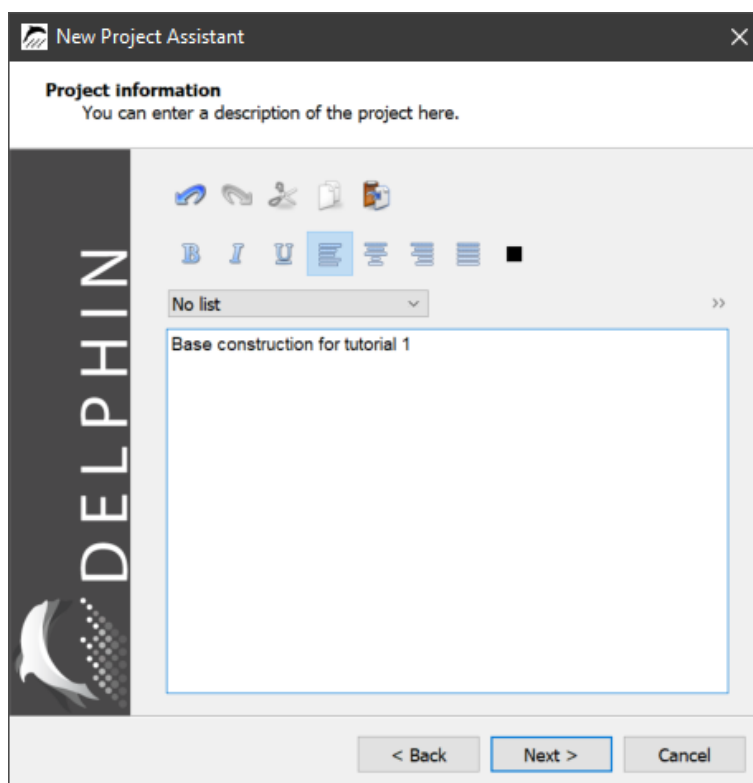 New Project Assistant
Project information
You can enter a description of the project here.
B I U
No list
Base construction for tutorial 1
DELPHIN
< Back Next > Cancel